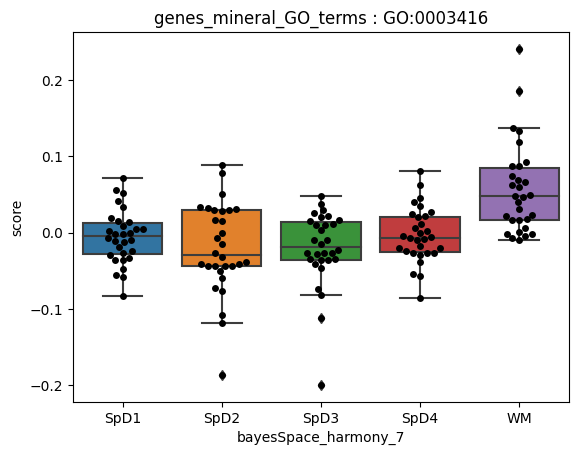 genes_mineral_GO_terms : GO:0003416
score
0.2
0.1
0.0
−0.1
−0.2
SpD1 SpD2 SpD3 SpD4 WM
bayesSpace_harmony_7